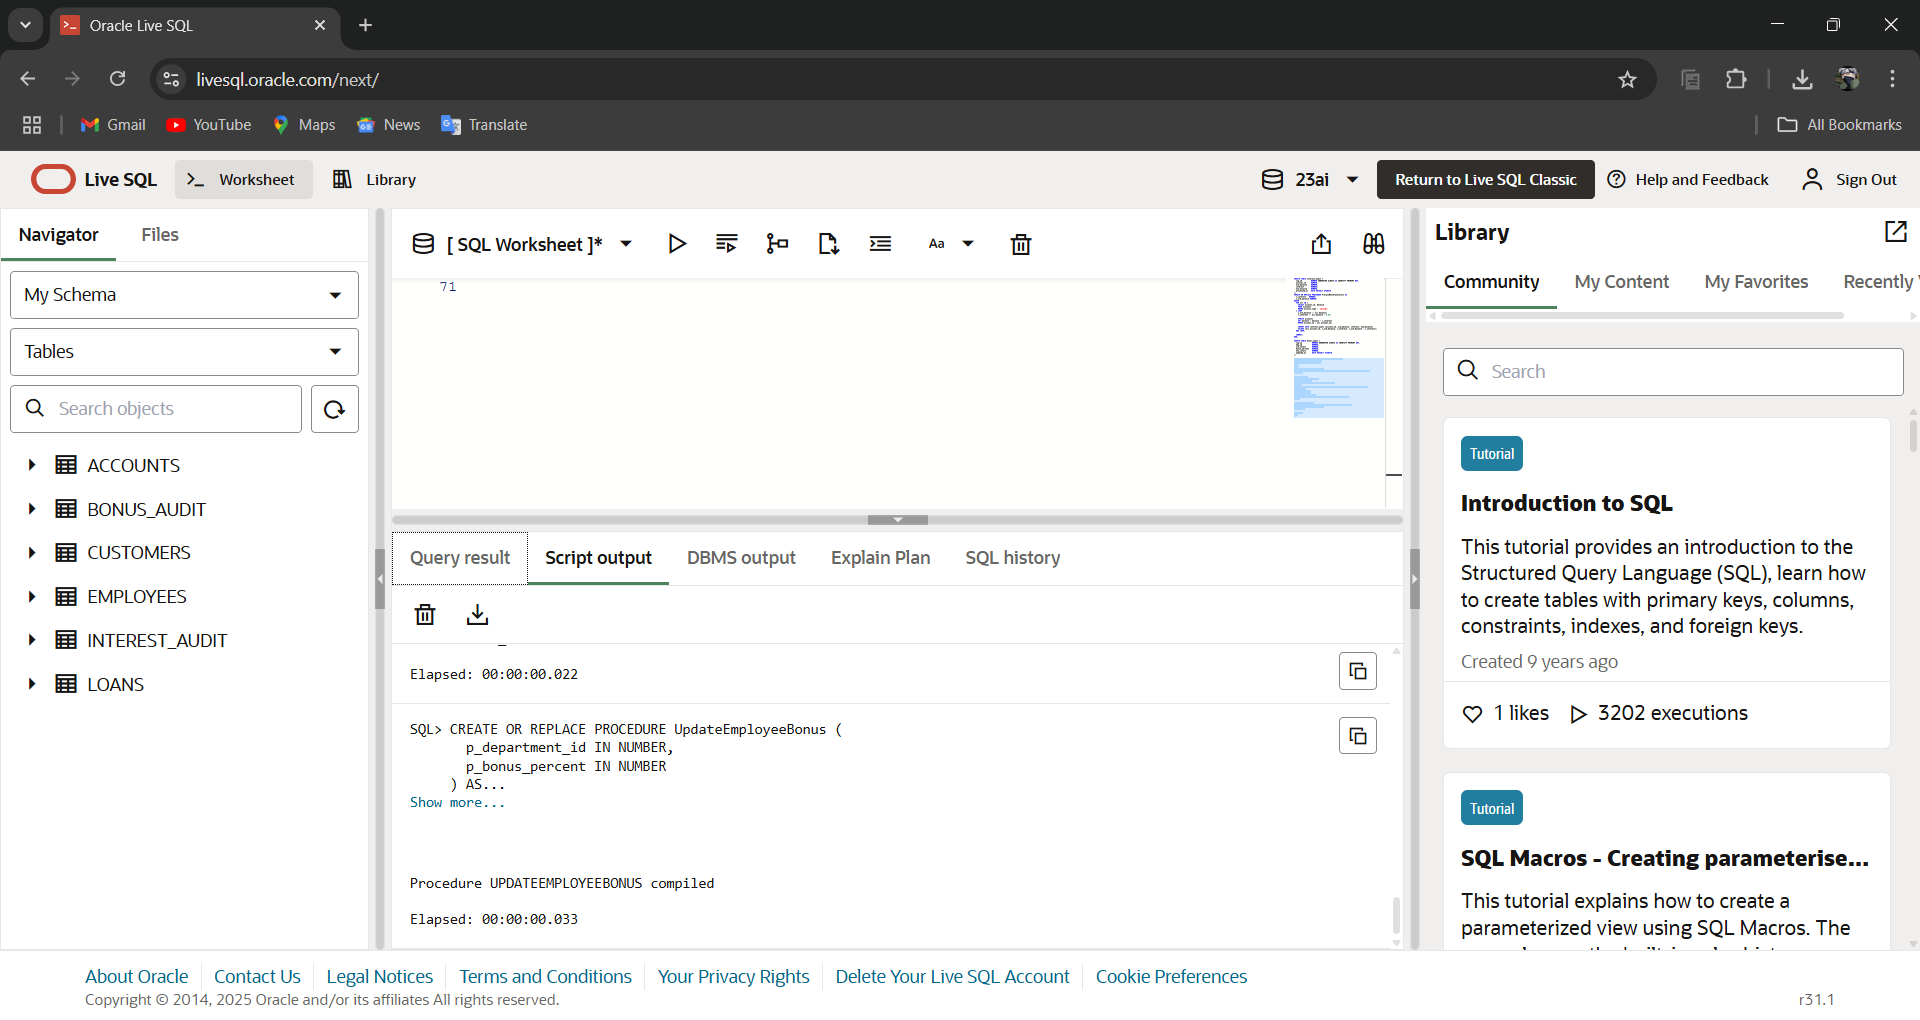 Oracle Live SQL
livesql.oracle.com/next/
Gmail YouTube Maps News Translate All Bookmarks
Live SQL Worksheet Library 23ai Return to Live SQL Classic Help and Feedback Sign Out
Navigator Files
My Schema
Tables
Search objects
ACCOUNTS
BONUS_AUDIT
CUSTOMERS
EMPLOYEES
INTEREST_AUDIT
LOANS
[ SQL Worksheet ]* Aa
71
Query result Script output DBMS output Explain Plan SQL history
Elapsed: 00:00:00.022
SQL> CREATE OR REPLACE PROCEDURE UpdateEmployeeBonus (
p_department_id IN NUMBER,
p_bonus_percent IN NUMBER
) AS...
Show more...
Procedure UPDATEEMPLOYEEBONUS compiled
Elapsed: 00:00:00.033
Library
Community My Content My Favorites Recently
Search
Tutorial
Introduction to SQL
This tutorial provides an introduction to the
Structured Query Language (SQL), learn how
to create tables with primary keys, columns,
constraints, indexes, and foreign keys.
Created 9 years ago
1 likes 3202 executions
Tutorial
SQL Macros - Creating parameterise...
This tutorial explains how to create a
parameterized view using SQL Macros. The
About Oracle Contact Us Legal Notices Terms and Conditions Your Privacy Rights Delete Your Live SQL Account Cookie Preferences
Copyright © 2014, 2025 Oracle and/or its affiliates All rights reserved.
r31.1